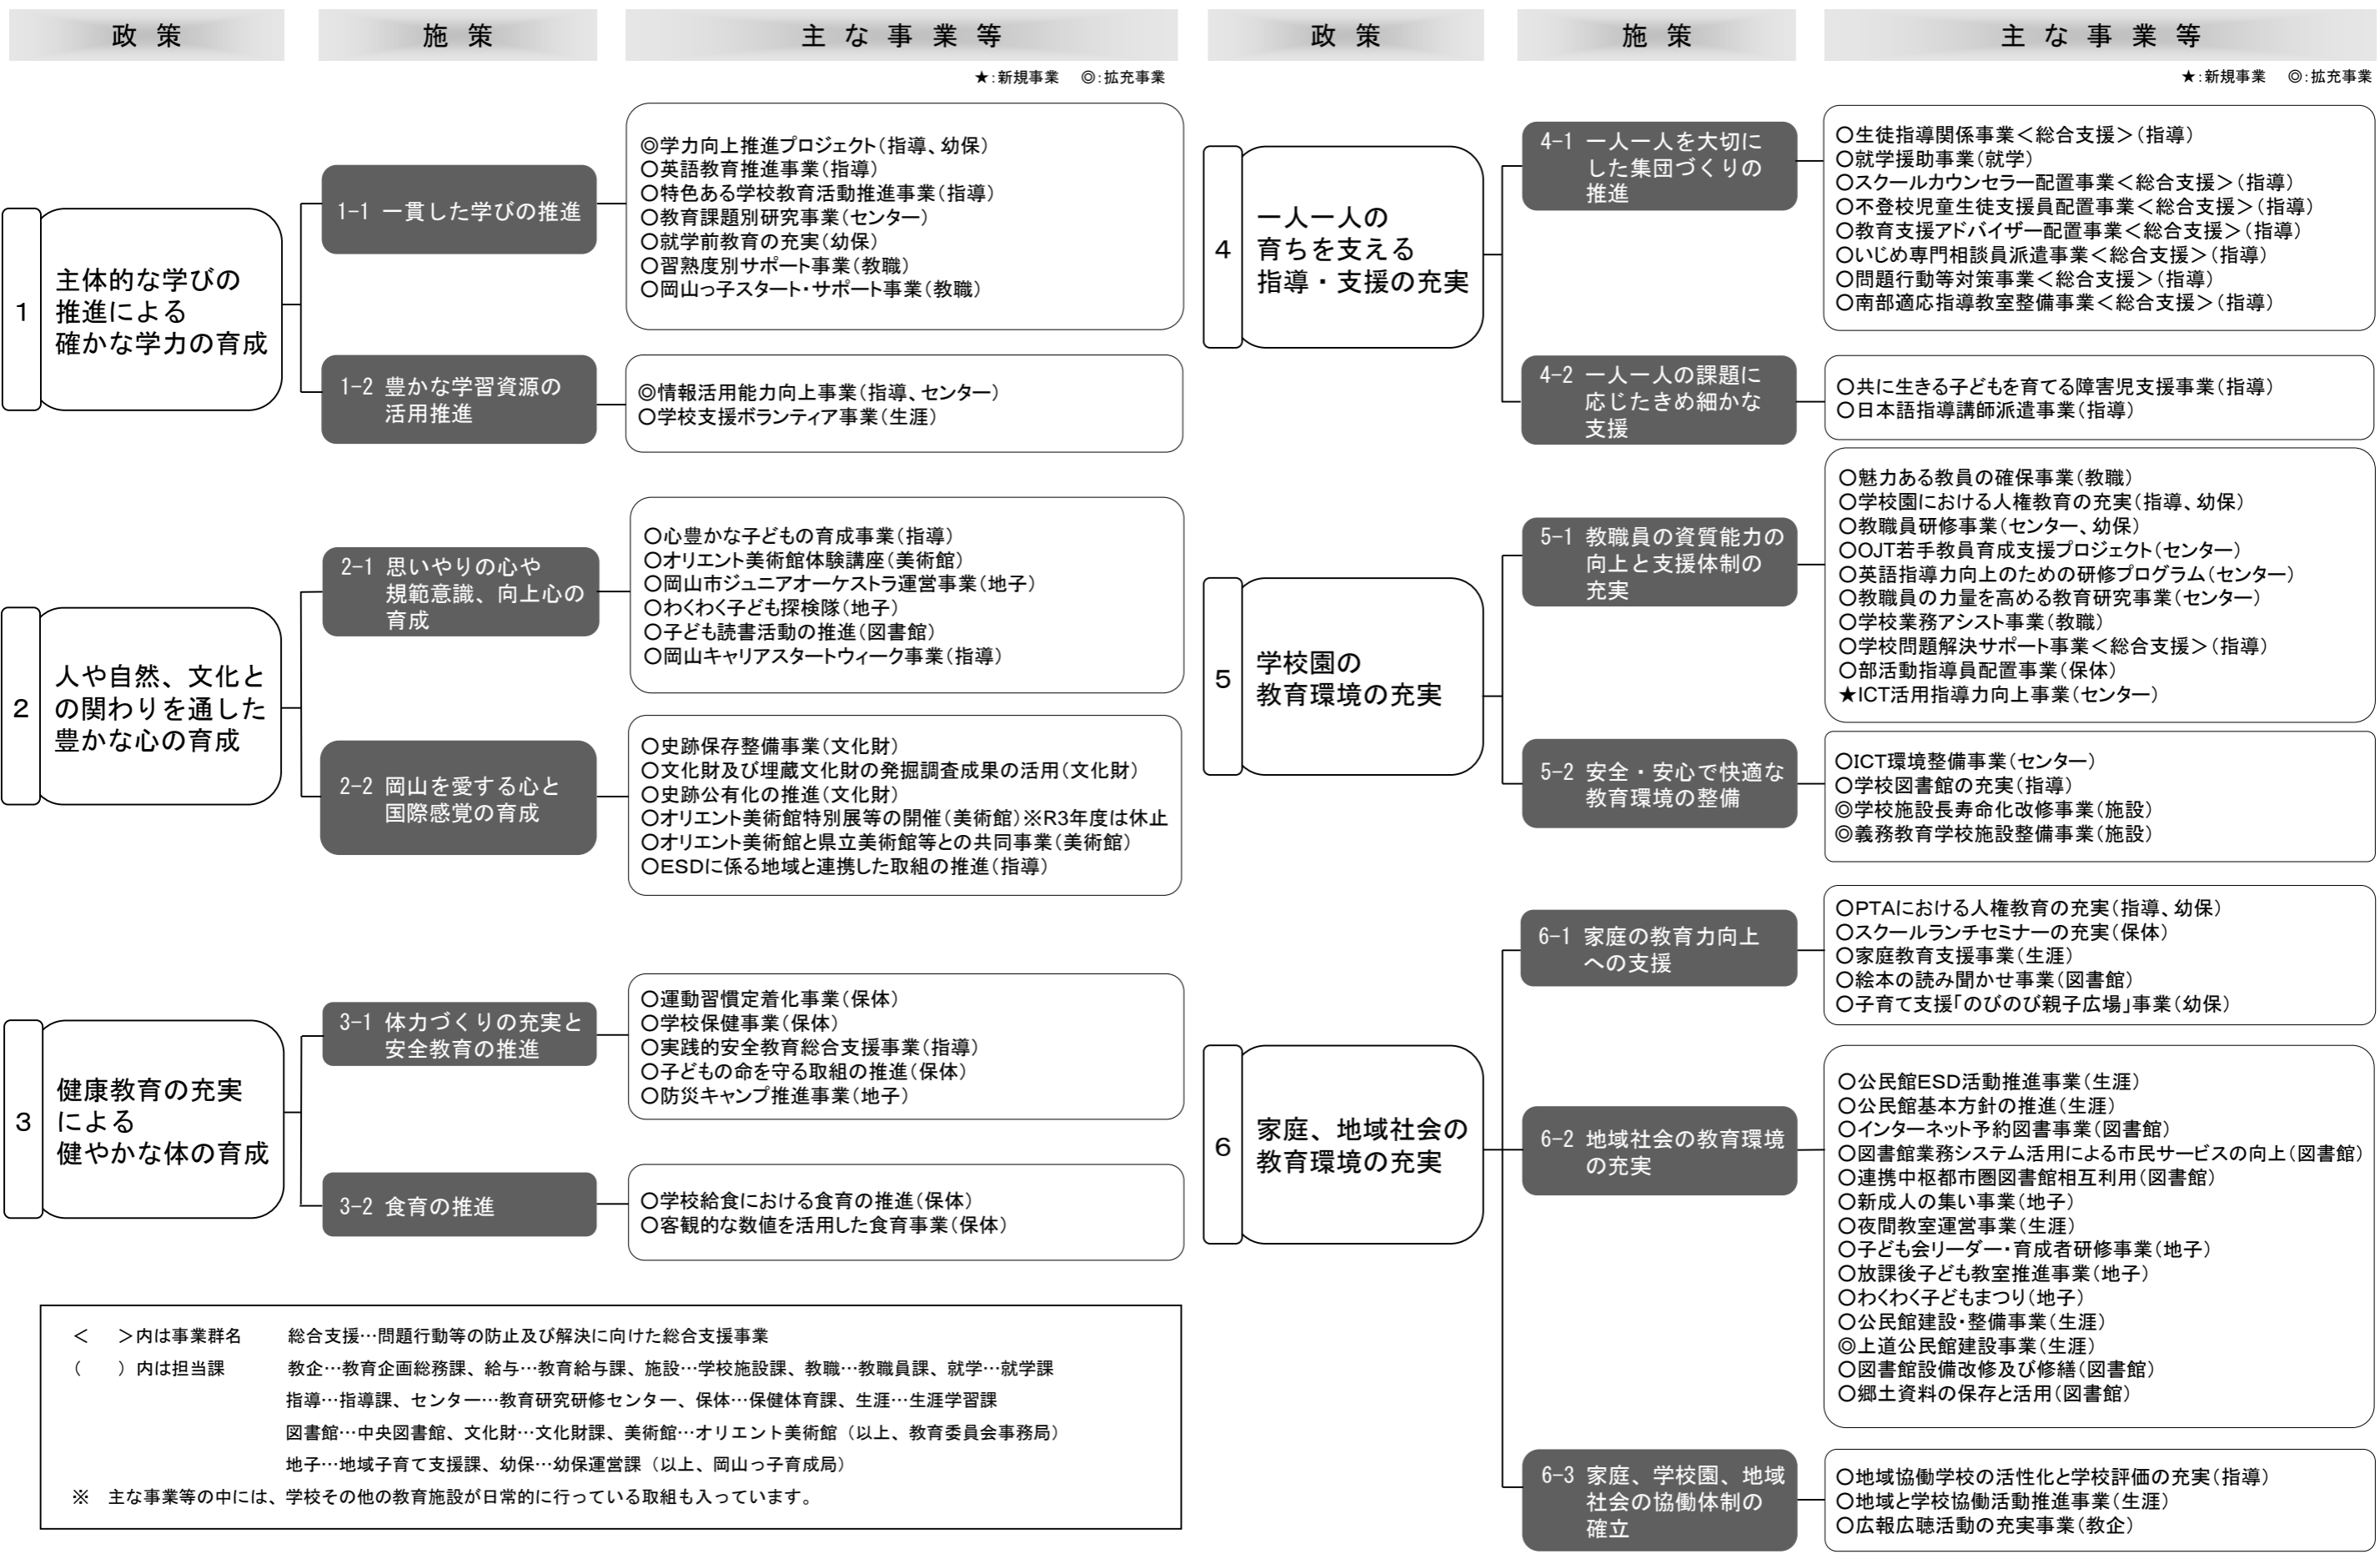 政策
施策
主な事業等
★:新規事業　◎:拡充事業
1
主体的な学びの
推進による
確かな学力の育成
1-1 一貫した学びの推進
◎学力向上推進プロジェクト(指導、幼保)
〇英語教育推進事業(指導)
〇特色ある学校教育活動推進事業(指導)
〇教育課題別研究事業(センター)
〇就学前教育の充実(幼保)
〇習熟度別サポート事業(教職)
〇岡山っ子スタート・サポート事業(教職)
1-2 豊かな学習資源の
活用推進
◎情報活用能力向上事業(指導、センター)
〇学校支援ボランティア事業(生涯)
2
人や自然、文化と
の関わりを通した
豊かな心の育成
2-1 思いやりの心や
規範意識、向上心の
育成
〇心豊かな子どもの育成事業(指導)
〇オリエント美術館体験講座(美術館)
〇岡山市ジュニアオーケストラ運営事業(地子)
〇わくわく子ども探検隊(地子)
〇子ども読書活動の推進(図書館)
〇岡山キャリアスタートウィーク事業(指導)
2-2 岡山を愛する心と
国際感覚の育成
〇史跡保存整備事業(文化財)
〇文化財及び埋蔵文化財の発掘調査成果の活用(文化財)
〇史跡公有化の推進(文化財)
〇オリエント美術館特別展等の開催(美術館)※R3年度は休止
〇オリエント美術館と県立美術館等との共同事業(美術館)
〇ESDに係る地域と連携した取組の推進(指導)
3
健康教育の充実
による
健やかな体の育成
3-1 体力づくりの充実と
安全教育の推進
〇運動習慣定着化事業(保体)
〇学校保健事業(保体)
〇実践的安全教育総合支援事業(指導)
〇子どもの命を守る取組の推進(保体)
〇防災キャンプ推進事業(地子)
3-2 食育の推進
〇学校給食における食育の推進(保体)
〇客観的な数値を活用した食育事業(保体)
＜　＞内は事業群名　総合支援…問題行動等の防止及び解決に向けた総合支援事業
(　)内は担当課　教企…教育企画総務課、給与…教育給与課、施設…学校施設課、教職…教職員課、就学…就学課
指導…指導課、センター…教育研究研修センター、保体…保健体育課、生涯…生涯学習課
図書館…中央図書館、文化財…文化財課、美術館…オリエント美術館（以上、教育委員会事務局）
地子…地域子育て支援課、幼保…幼保運営課（以上、岡山っ子育成局）
※　主な事業等の中には、学校その他の教育施設が日常的に行っている取組も入っています。
政策
施策
主な事業等
★:新規事業　◎:拡充事業
4
一人一人の
育ちを支える
指導・支援の充実
4-1 一人一人を大切に
した集団づくりの
推進
〇生徒指導関係事業＜総合支援＞(指導)
〇就学援助事業(就学)
〇スクールカウンセラー配置事業＜総合支援＞(指導)
〇不登校児童生徒支援員配置事業＜総合支援＞(指導)
〇教育支援アドバイザー配置事業＜総合支援＞(指導)
〇いじめ専門相談員派遣事業＜総合支援＞(指導)
〇問題行動等対策事業＜総合支援＞(指導)
〇南部適応指導教室整備事業＜総合支援＞(指導)
4-2 一人一人の課題に
応じたきめ細かな
支援
〇共に生きる子どもを育てる障害児支援事業(指導)
〇日本語指導講師派遣事業(指導)
5
学校園の
教育環境の充実
5-1 教職員の資質能力の
向上と支援体制の
充実
〇魅力ある教員の確保事業(教職)
〇学校園における人権教育の充実(指導、幼保)
〇教職員研修事業(センター、幼保)
〇OJT若手教員育成支援プロジェクト(センター)
〇英語指導力向上のための研修プログラム(センター)
〇教職員の力量を高める教育研究事業(センター)
〇学校業務アシスト事業(教職)
〇学校問題解決サポート事業＜総合支援＞(指導)
〇部活動指導員配置事業(保体)
★ICT活用指導力向上事業(センター)
5-2 安全・安心で快適な
教育環境の整備
〇ICT環境整備事業(センター)
〇学校図書館の充実(指導)
◎学校施設長寿命化改修事業(施設)
◎義務教育学校施設整備事業(施設)
6
家庭、地域社会の
教育環境の充実
6-1 家庭の教育力向上
への支援
〇PTAにおける人権教育の充実(指導、幼保)
〇スクールランチセミナーの充実(保体)
〇家庭教育支援事業(生涯)
〇絵本の読み聞かせ事業(図書館)
〇子育て支援「のびのび親子広場」事業(幼保)
6-2 地域社会の教育環境
の充実
〇公民館ESD活動推進事業(生涯)
〇公民館基本方針の推進(生涯)
〇インターネット予約図書事業(図書館)
〇図書館業務システム活用による市民サービスの向上(図書館)
〇連携中枢都市圏図書館相互利用(図書館)
〇新成人の集い事業(地子)
〇夜間教室運営事業(生涯)
〇子ども会リーダー・育成者研修事業(地子)
〇放課後子ども教室推進事業(地子)
〇わくわく子どもまつり(地子)
〇公民館建設・整備事業(生涯)
◎上道公民館建設事業(生涯)
〇図書館設備改修及び修繕(図書館)
〇郷土資料の保存と活用(図書館)
6-3 家庭、学校園、地域
社会の協働体制の
確立
〇地域協働学校の活性化と学校評価の充実(指導)
〇地域と学校協働活動推進事業(生涯)
〇広報広聴活動の充実事業(教企)